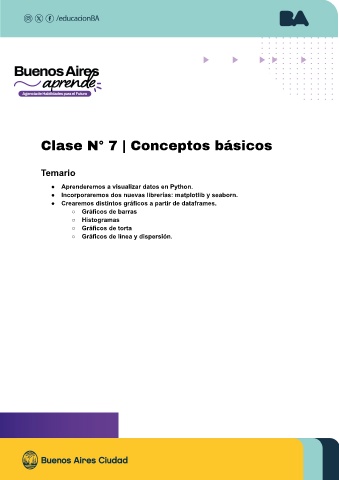 /educacionBA
BA
Buenos Aires
aprende
Agencia de Habilidades para el Futuro
Clase N° 7 | Conceptos básicos
Temario
● Aprenderemos a visualizar datos en Python.
● Incorporaremos dos nuevas librerías: matplotlib y seaborn.
● Crearemos distintos gráficos a partir de dataframes.
○ Gráficos de barras
○ Histogramas
○ Gráficos de torta
○ Gráficos de línea y dispersión.
Buenos Aires Ciudad